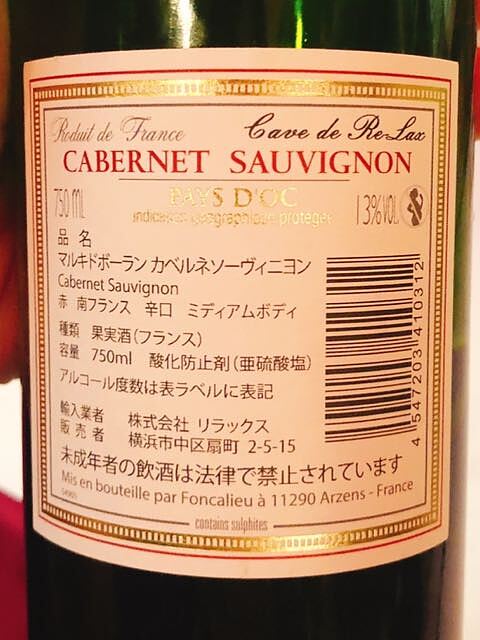 Produit de France Cave de Re-Lax
CABERNET SAUVIGNON
PAYS D'OC
750 ML indication géographique protégée 13%VOL.
品名
マルキドボーラン カベルネソーヴィニヨン
Cabernet Sauvignon
赤 南フランス 辛口 ミディアムボディ
種類 果実酒(フランス)
容量 750ml 酸化防止剤(亜硫酸塩)
アルコール度数は表ラベルに表記
輸入業者 株式会社 リラックス
販売者 横浜市中区扇町 2-5-15
未成年者の飲酒は法律で禁止されています
Mis en bouteille par Foncalieu à 11290 Arzens - France
contains sulphites
4 547203 410312